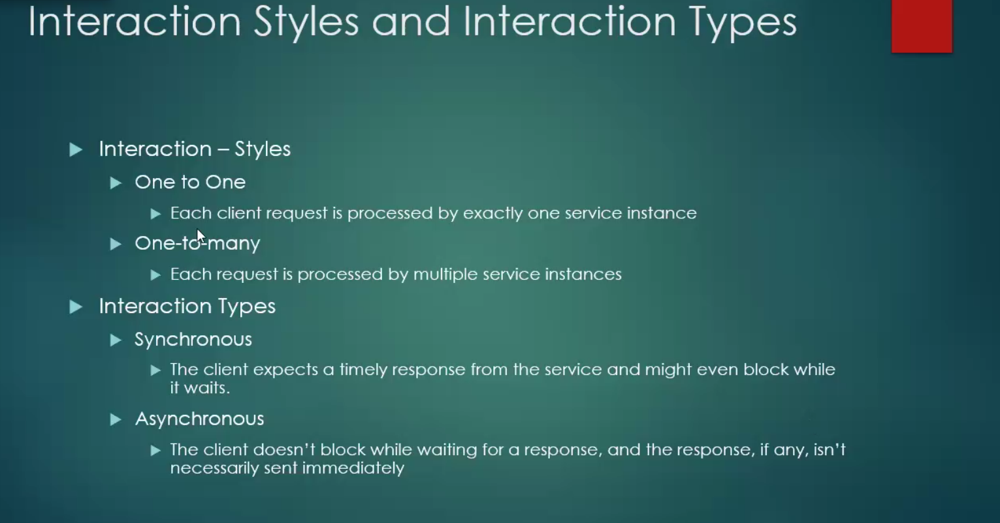 Interaction Styles and Interaction Types
Interaction – Styles
One to One
Each client request is processed by exactly one service instance
One-to-many
Each request is processed by multiple service instances
Interaction Types
Synchronous
The client expects a timely response from the service and might even block while
it waits.
Asynchronous
The client doesn’t block while waiting for a response, and the response, if any, isn’t
necessarily sent immediately